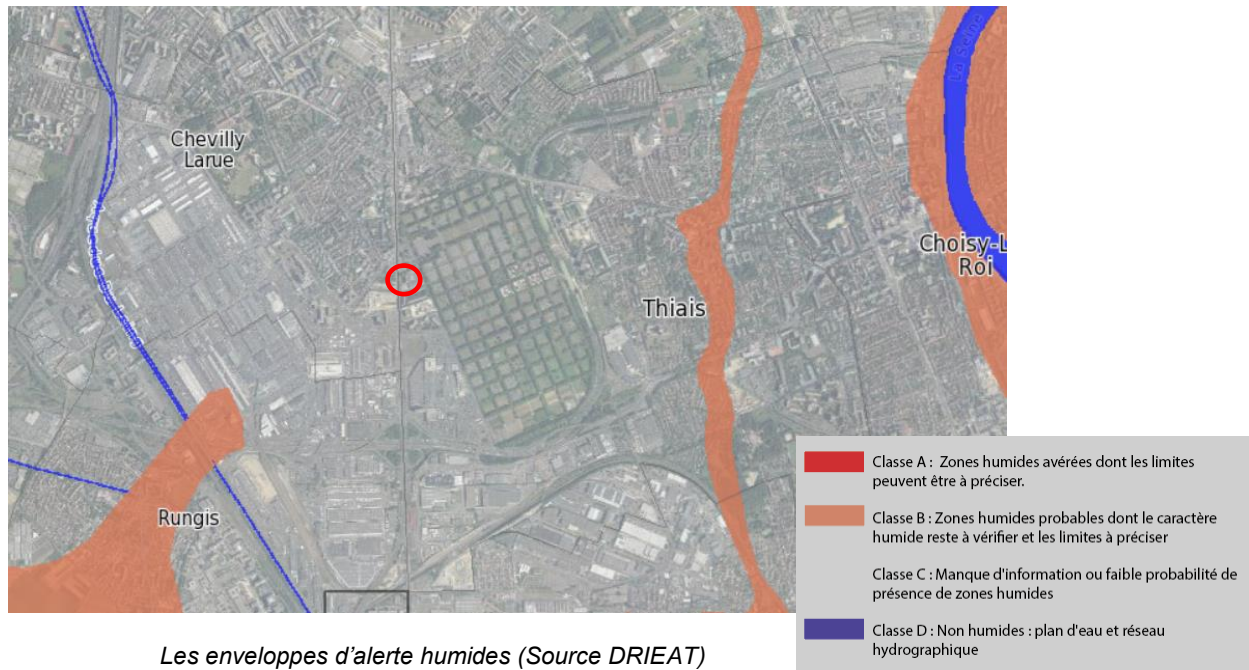 La Seine
Chevilly
Larue
Choisy-L
Roi
Thiais
Rungis
Classe A : Zones humides avérées dont les limites
peuvent être à préciser.
Classe B : Zones humides probables dont le caractère
humide reste à vérifier et les limites à préciser
Classe C : Manque d'information ou faible probabilité de
présence de zones humides
Classe D : Non humides : plan d'eau et réseau
hydrographique
Les enveloppes d'alerte humides (Source DRIEAT)